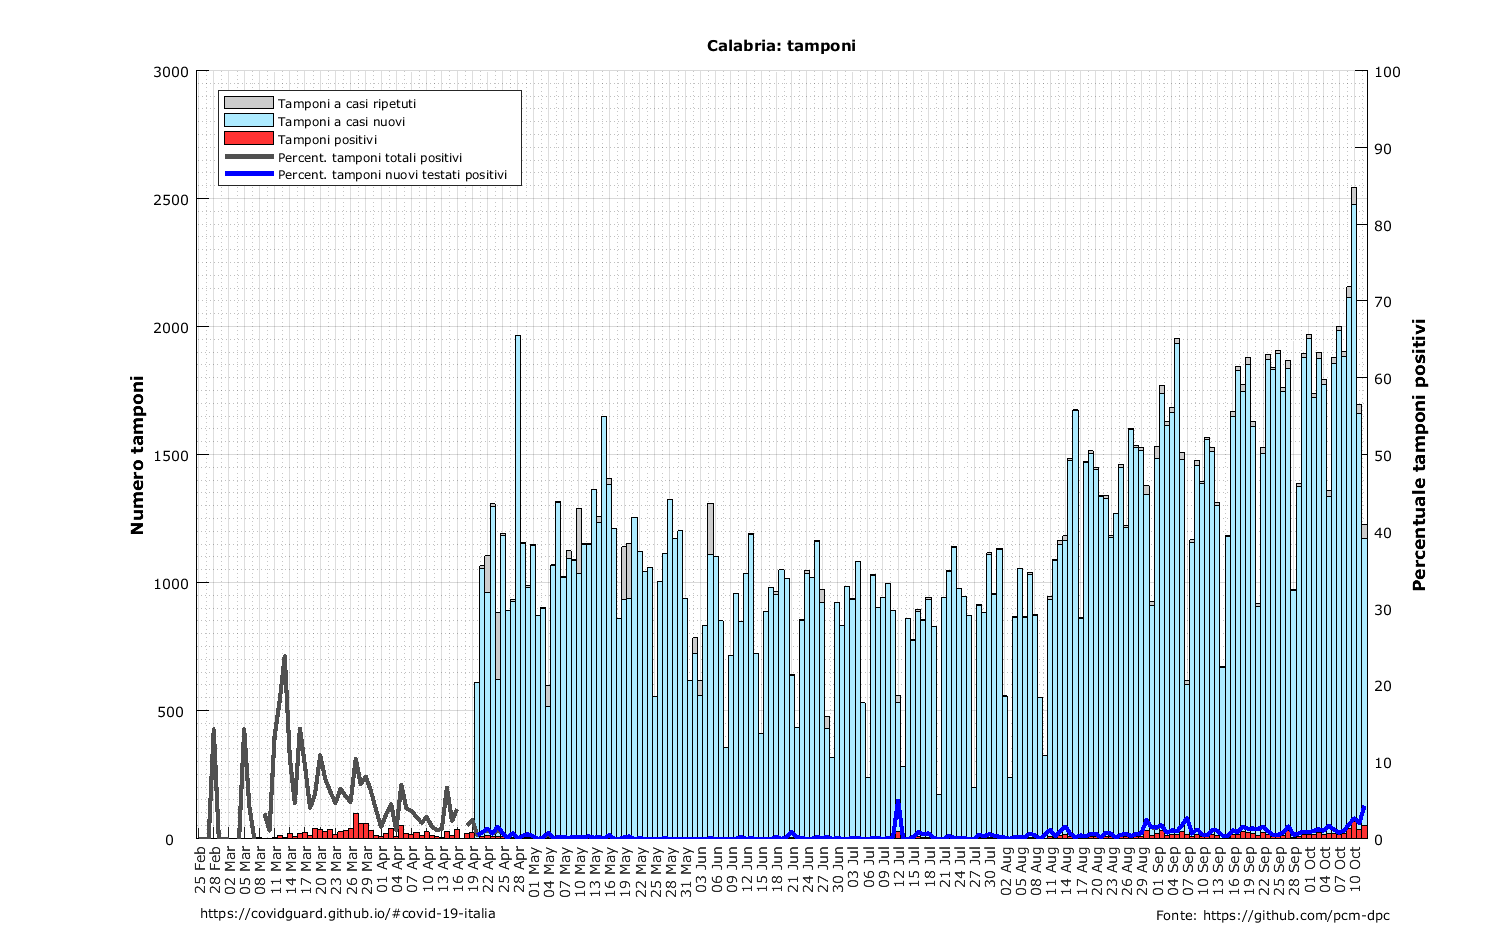 Calabria: tamponi
3000
2500
2000
1500
1000
500
0
Numero tamponi
Tamponi a casi ripetuti
Tamponi a casi nuovi
Tamponi positivi
Percent. tamponi totali positivi
Percent. tamponi nuovi testati positivi
100
90
80
70
60
50
40
30
20
10
0
Percentuale tamponi positivi
25 Feb
28 Feb
02 Mar
05 Mar
08 Mar
11 Mar
14 Mar
17 Mar
20 Mar
23 Mar
26 Mar
29 Mar
01 Apr
04 Apr
07 Apr
10 Apr
13 Apr
16 Apr
19 Apr
22 Apr
25 Apr
28 Apr
01 May
04 May
07 May
10 May
13 May
16 May
19 May
22 May
25 May
28 May
31 May
03 Jun
06 Jun
09 Jun
12 Jun
15 Jun
18 Jun
21 Jun
24 Jun
27 Jun
30 Jun
03 Jul
06 Jul
09 Jul
12 Jul
15 Jul
18 Jul
21 Jul
24 Jul
27 Jul
30 Jul
02 Aug
05 Aug
08 Aug
11 Aug
14 Aug
17 Aug
20 Aug
23 Aug
26 Aug
29 Aug
01 Sep
04 Sep
07 Sep
10 Sep
13 Sep
16 Sep
19 Sep
22 Sep
25 Sep
28 Sep
01 Oct
04 Oct
07 Oct
10 Oct
https://covidguard.github.io/#covid-19-italia
Fonte: https://github.com/pcm-dpc